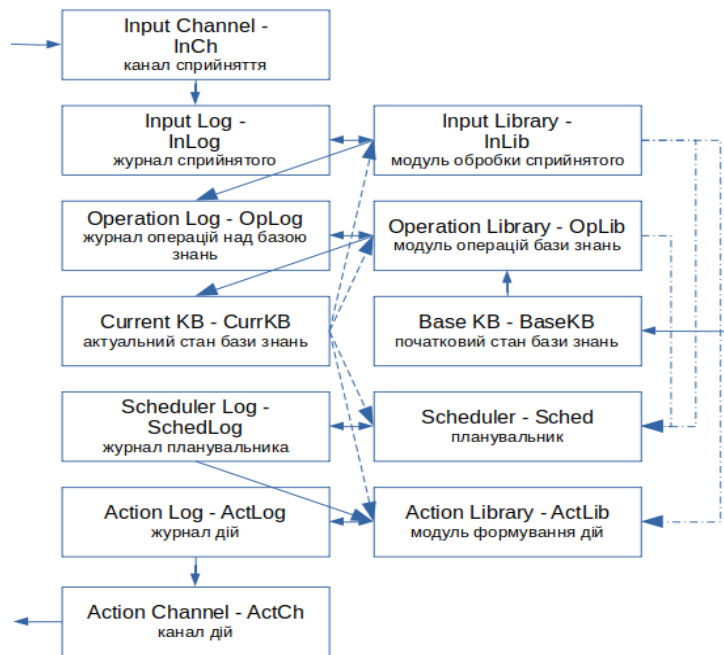 Input Channel -
InCh
канал сприйняття
Input Log -
InLog
журнал сприйнятого
Input Library -
InLib
модуль обробки сприйнятого
Operation Log - OpLog
журнал операцій над базою
знань
Operation Library - OpLib
модуль операцій бази знань
Current KB - CurrKB
актуальний стан бази знань
Base KB - BaseKB
початковий стан бази знань
Scheduler Log -
SchedLog
журнал планувальника
Scheduler - Sched
планувальник
Action Log - ActLog
журнал дій
Action Library - ActLib
модуль формування дій
Action Channel - ActCh
канал дій